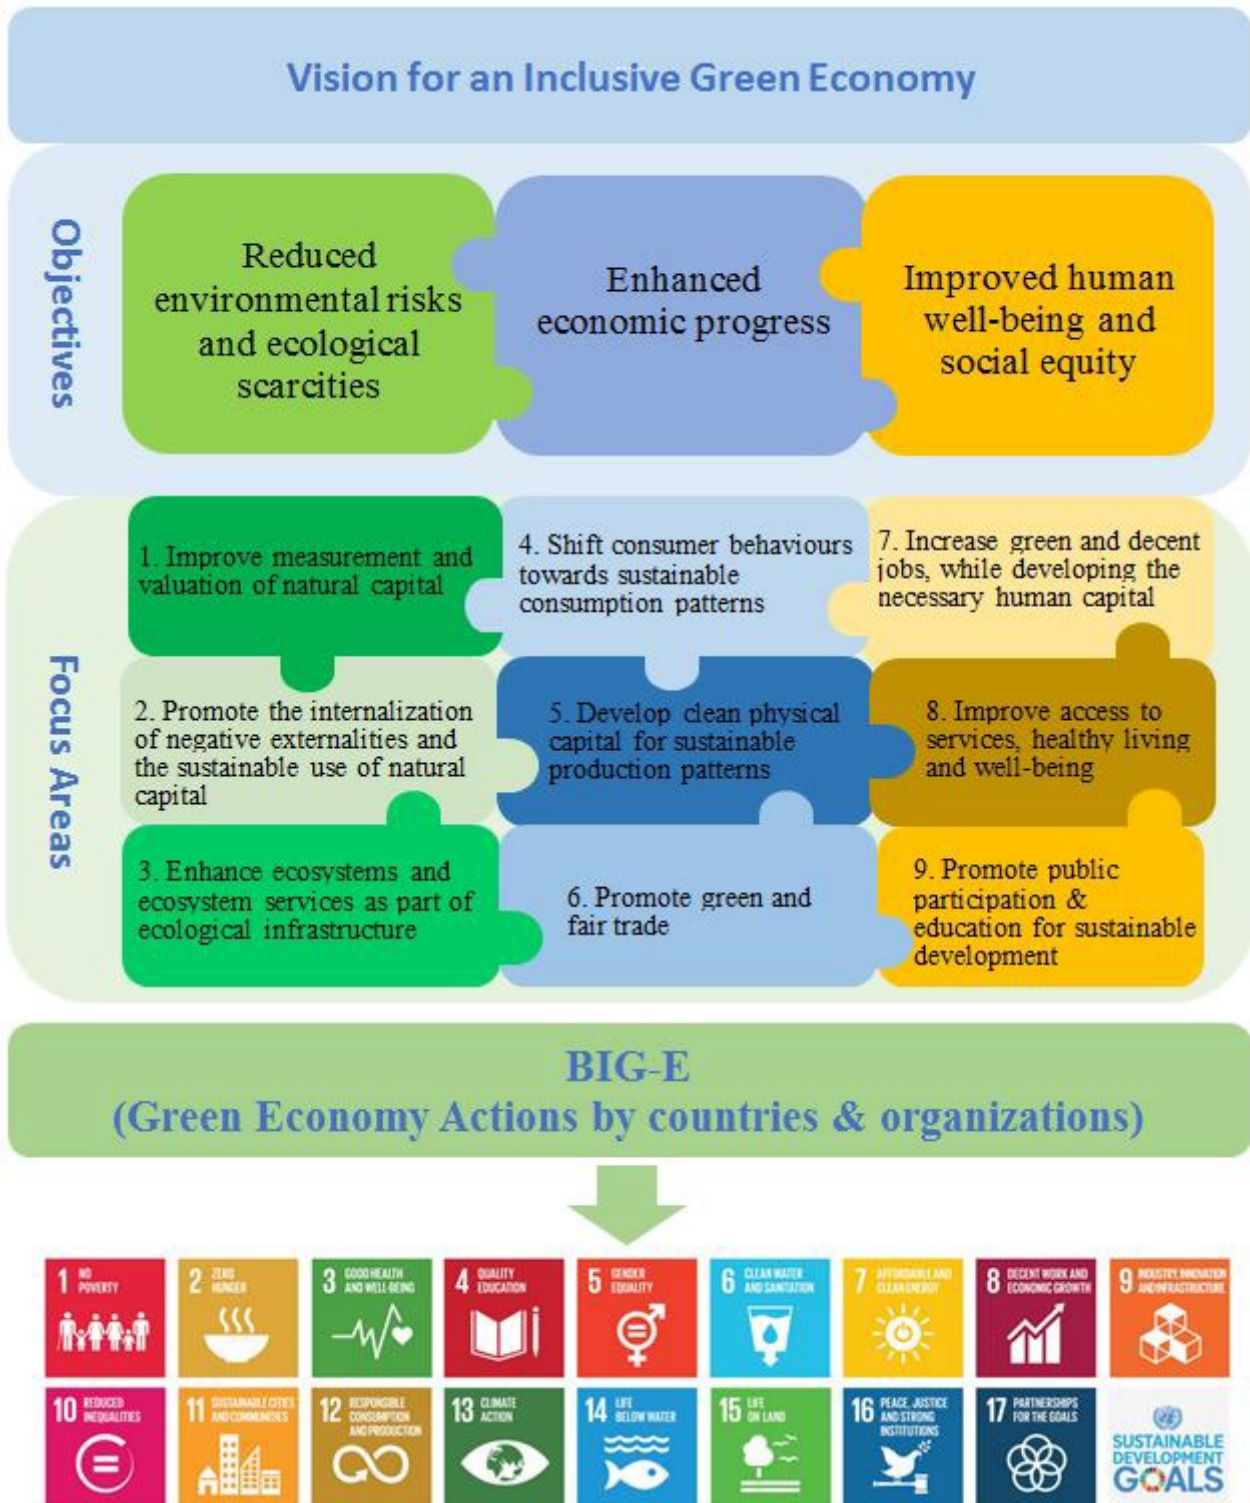 Vision for an Inclusive Green Economy
Objectives
Reduced
environmental risks
and ecological
scarcities
Enhanced
economic progress
Improved human
well-being and
social equity
Focus Areas
1. Improve measurement and
valuation of natural capital
2. Promote the internalization
of negative externalities and
the sustainable use of natural
capital
3. Enhance ecosystems and
ecosystem services as part of
ecological infrastructure
4. Shift consumer behaviours
towards sustainable
consumption patterns
5. Develop clean physical
capital for sustainable
production patterns
6. Promote green and
fair trade
7. Increase green and decent
jobs, while developing the
necessary human capital
8. Improve access to
services, healthy living
and well-being
9. Promote public
participation &
education for sustainable
development
BIG-E
(Green Economy Actions by countries & organizations)
1 NO
POVERTY
2 ZERO
HUNGER
3 GOOD HEALTH
AND WELL-BEING
4 QUALITY
EDUCATION
5 GENDER
EQUALITY
6 CLEAN WATER
AND SANITATION
7 AFFORDABLE AND
CLEAN ENERGY
8 DECENT WORK AND
ECONOMIC GROWTH
9 INDUSTRY, INNOVATION
AND INFRASTRUCTURE
10 REDUCED
INEQUALITIES
11 SUSTAINABLE CITIES
AND COMMUNITIES
12 RESPONSIBLE
CONSUMPTION
AND PRODUCTION
13 CLIMATE
ACTION
14 LIFE
BELOW WATER
15 LIFE
ON LAND
16 PEACE, JUSTICE
AND STRONG
INSTITUTIONS
17 PARTNERSHIPS
FOR THE GOALS
SUSTAINABLE
DEVELOPMENT
GOALS